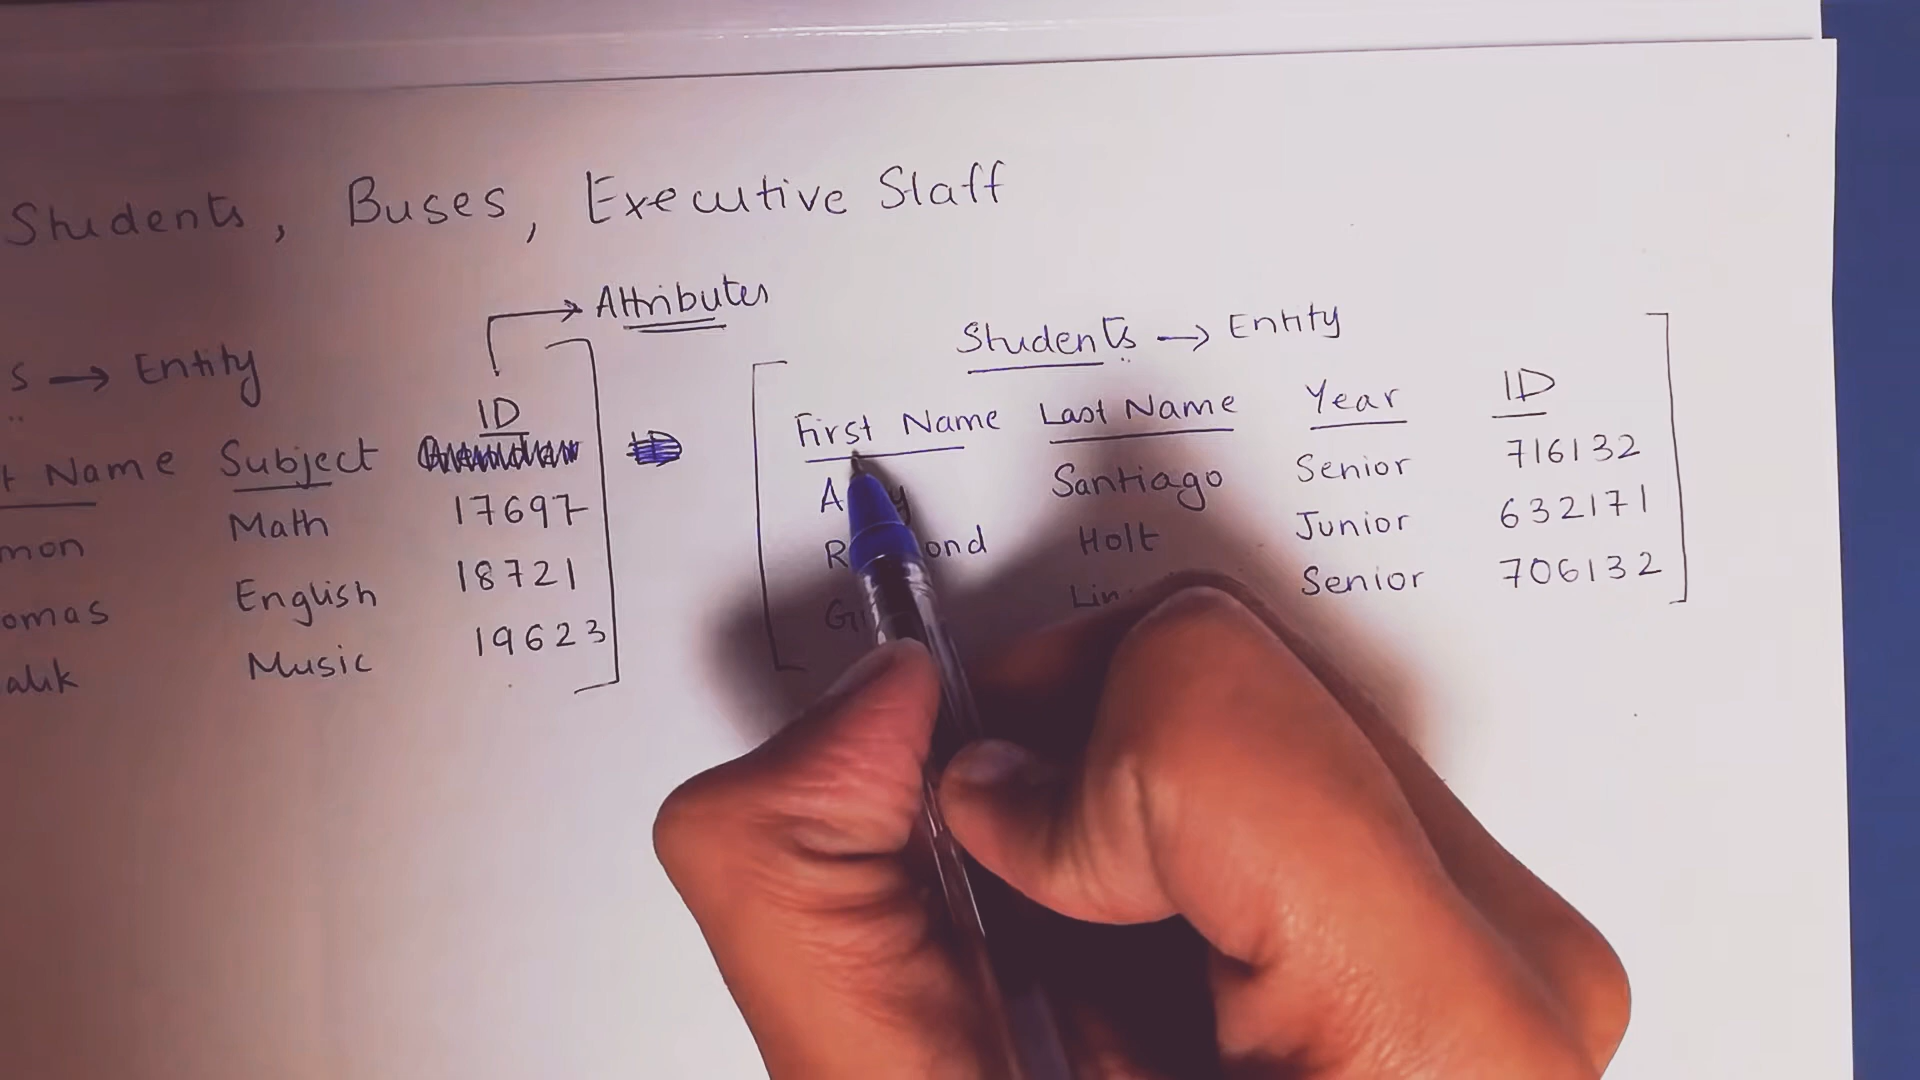 Students, Buses, Executive Staff
Attributes
s → Entity
ID
Name Subject
Math 17697
English 18721
Music 19623
Students → Entity
First Name Last Name Year ID
Santiago Senior 716132
Holt Junior 632171
Senior 706132